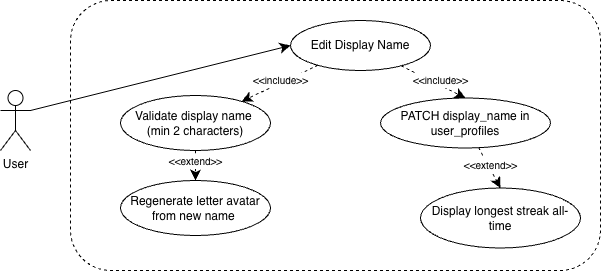 Edit Display Name
<<include>>
<<include>>
Validate display name
(min 2 characters)
PATCH display_name in
user_profiles
User
<<extend>>
<<extend>>
Regenerate letter avatar
from new name
Display longest streak all-
time